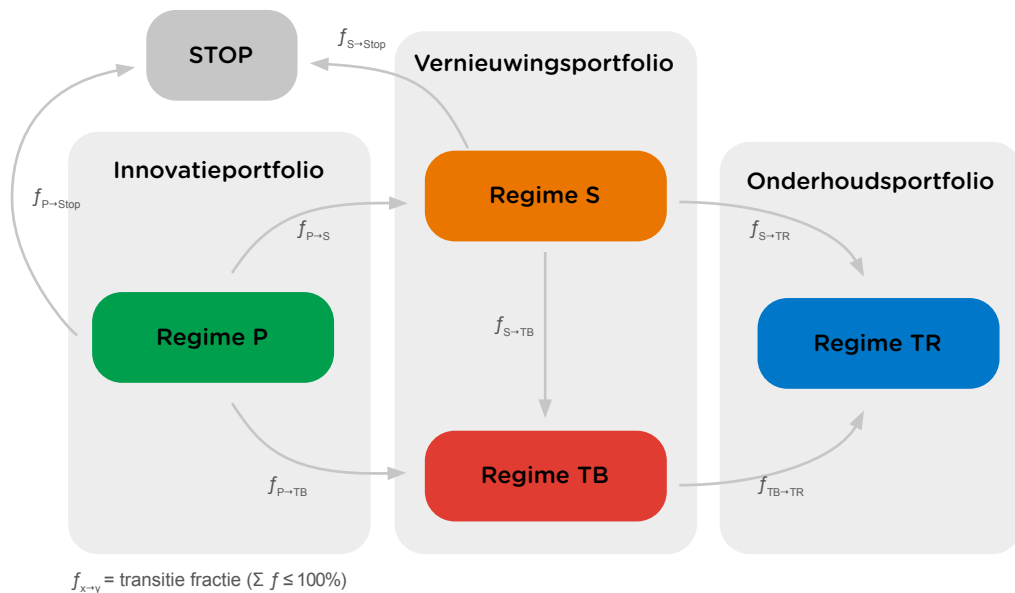 STOP
f S→Stop
Vernieuwingsportfolio
Innovatieportfolio
Onderhoudsportfolio
Regime S
f P→Stop
f P→S
f S→TR
Regime P
f S→TB
Regime TR
Regime TB
f P→TB
f TB→TR
f x→y = transitie fractie (Σ f ≤ 100%)